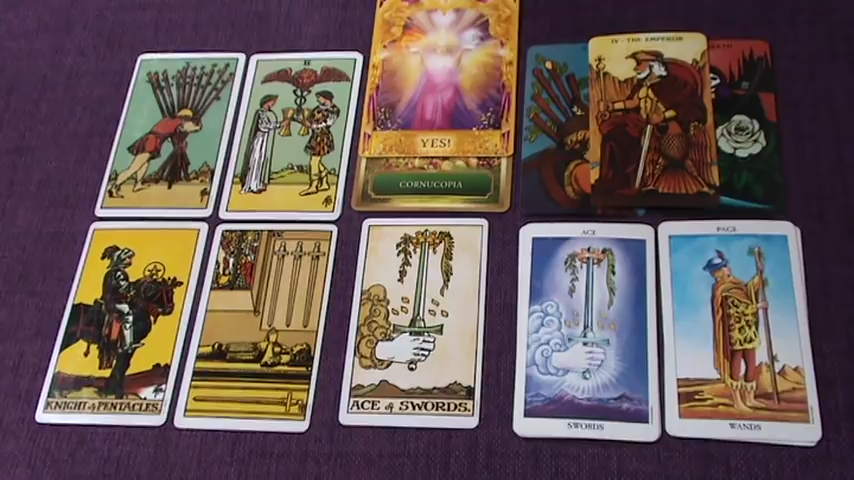 II
YES!
CORNUCOPIA
IV - THE EMPEROR
KNIGHT of PENTACLES.
ACE of SWORDS.
ACE
SWORDS
PAGE
WANDS